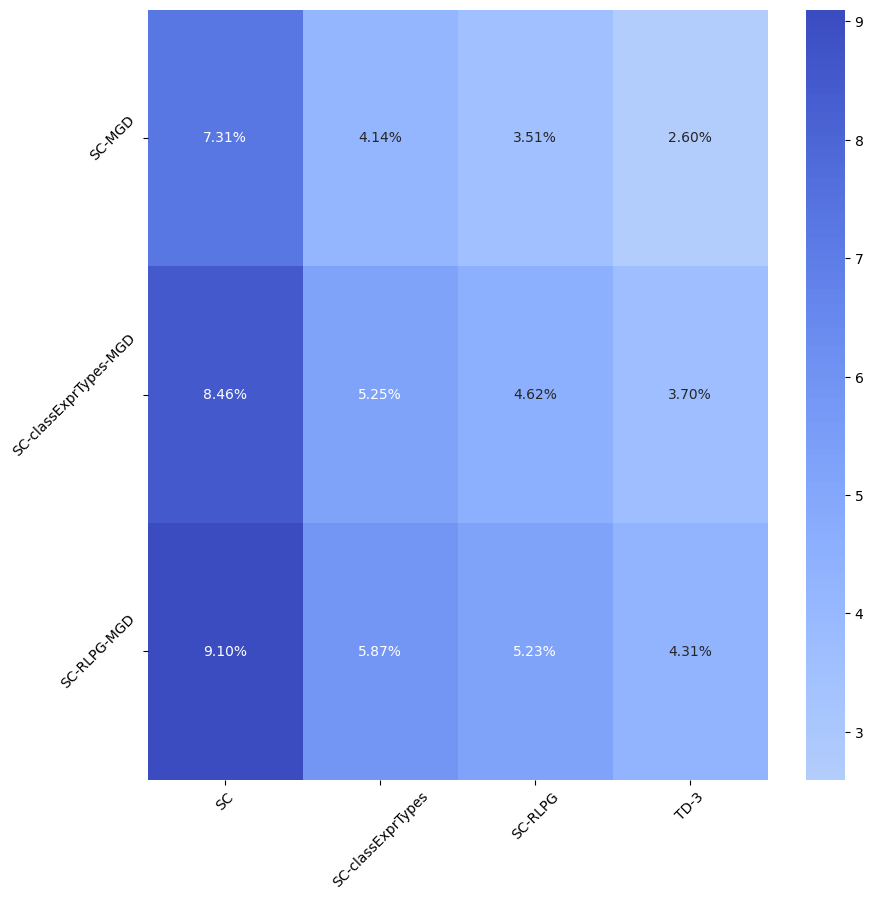 9
SC-MGD
7.31%
4.14%
3.51%
2.60%
8
7
SC-classExprTypes-MGD
8.46%
5.25%
4.62%
3.70%
6
5
SC-RLPG-MGD
9.10%
5.87%
5.23%
4.31%
4
3
SC
SC-classExprTypes
SC-RLPG
TD-3